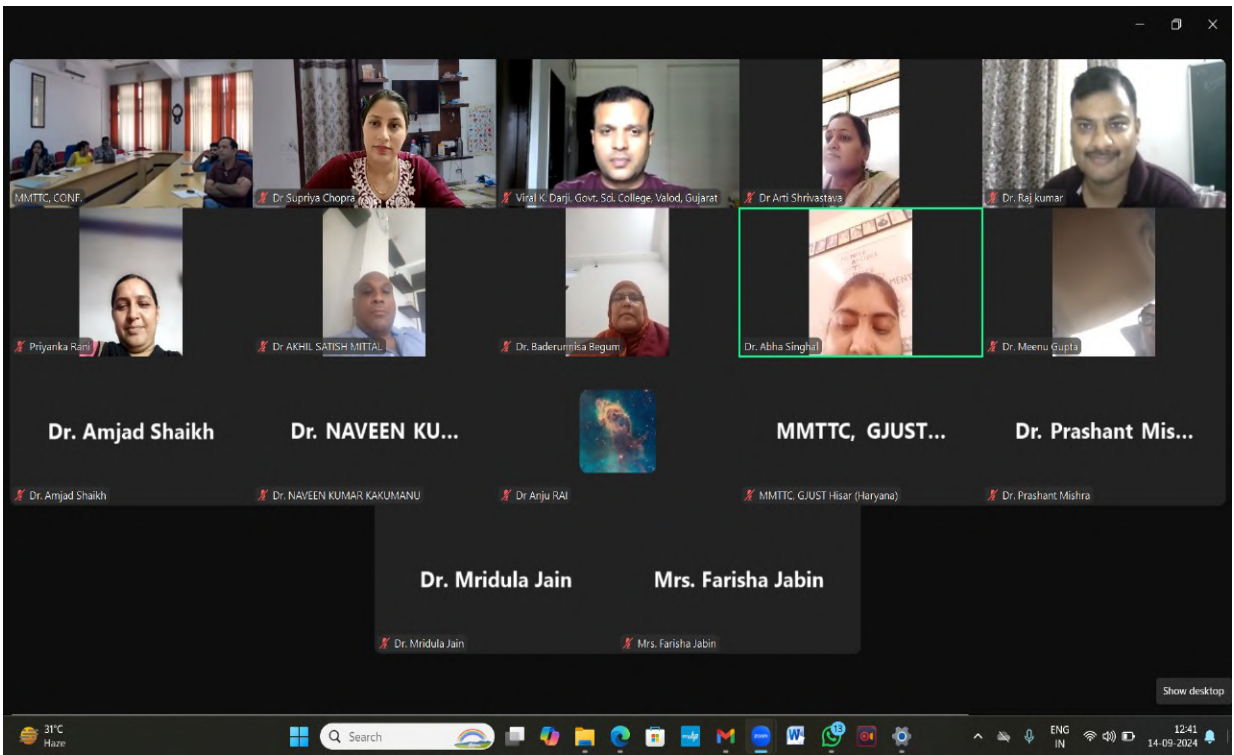 MMTTC, CONF.
Dr Supriya Chopra
Viral K. Darji, Govt. Sci. College, Valod, Gujarat
Dr Arti Shrivastava
Dr. Raj kumar
Priyanka Rani
Dr AKHIL SATISH MITTAL
Dr. Baderunnisa Begum
Dr. Abha Singhal
Dr. Meenu Gupta
Dr. Amjad Shaikh
Dr. NAVEEN KU...
MMTTC, GJUST...
Dr. Prashant Mis...
Dr. Amjad Shaikh
Dr. NAVEEN KUMAR KAKUMANU
Dr Anju RAI
MMTTC, GJUST Hisar (Haryana)
Dr. Prashant Mishra
Dr. Mridula Jain
Mrs. Farisha Jabin
Dr. Mridula Jain
Mrs. Farisha Jabin
Show desktop
31°C
Haze
Search
13
ENG
IN
12:41
14-09-2024